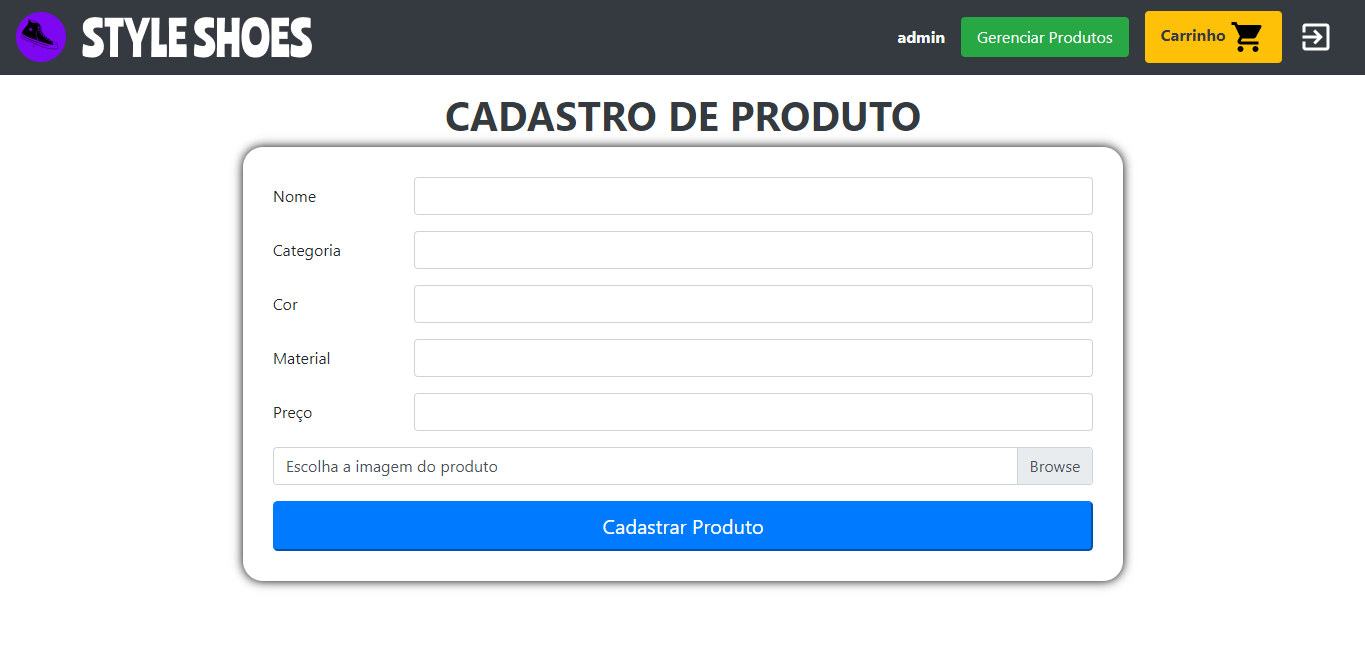 STYLE SHOES
admin
Gerenciar Produtos
Carrinho
CADASTRO DE PRODUTO
Nome
Categoria
Cor
Material
Preço
Escolha a imagem do produto Browse
Cadastrar Produto